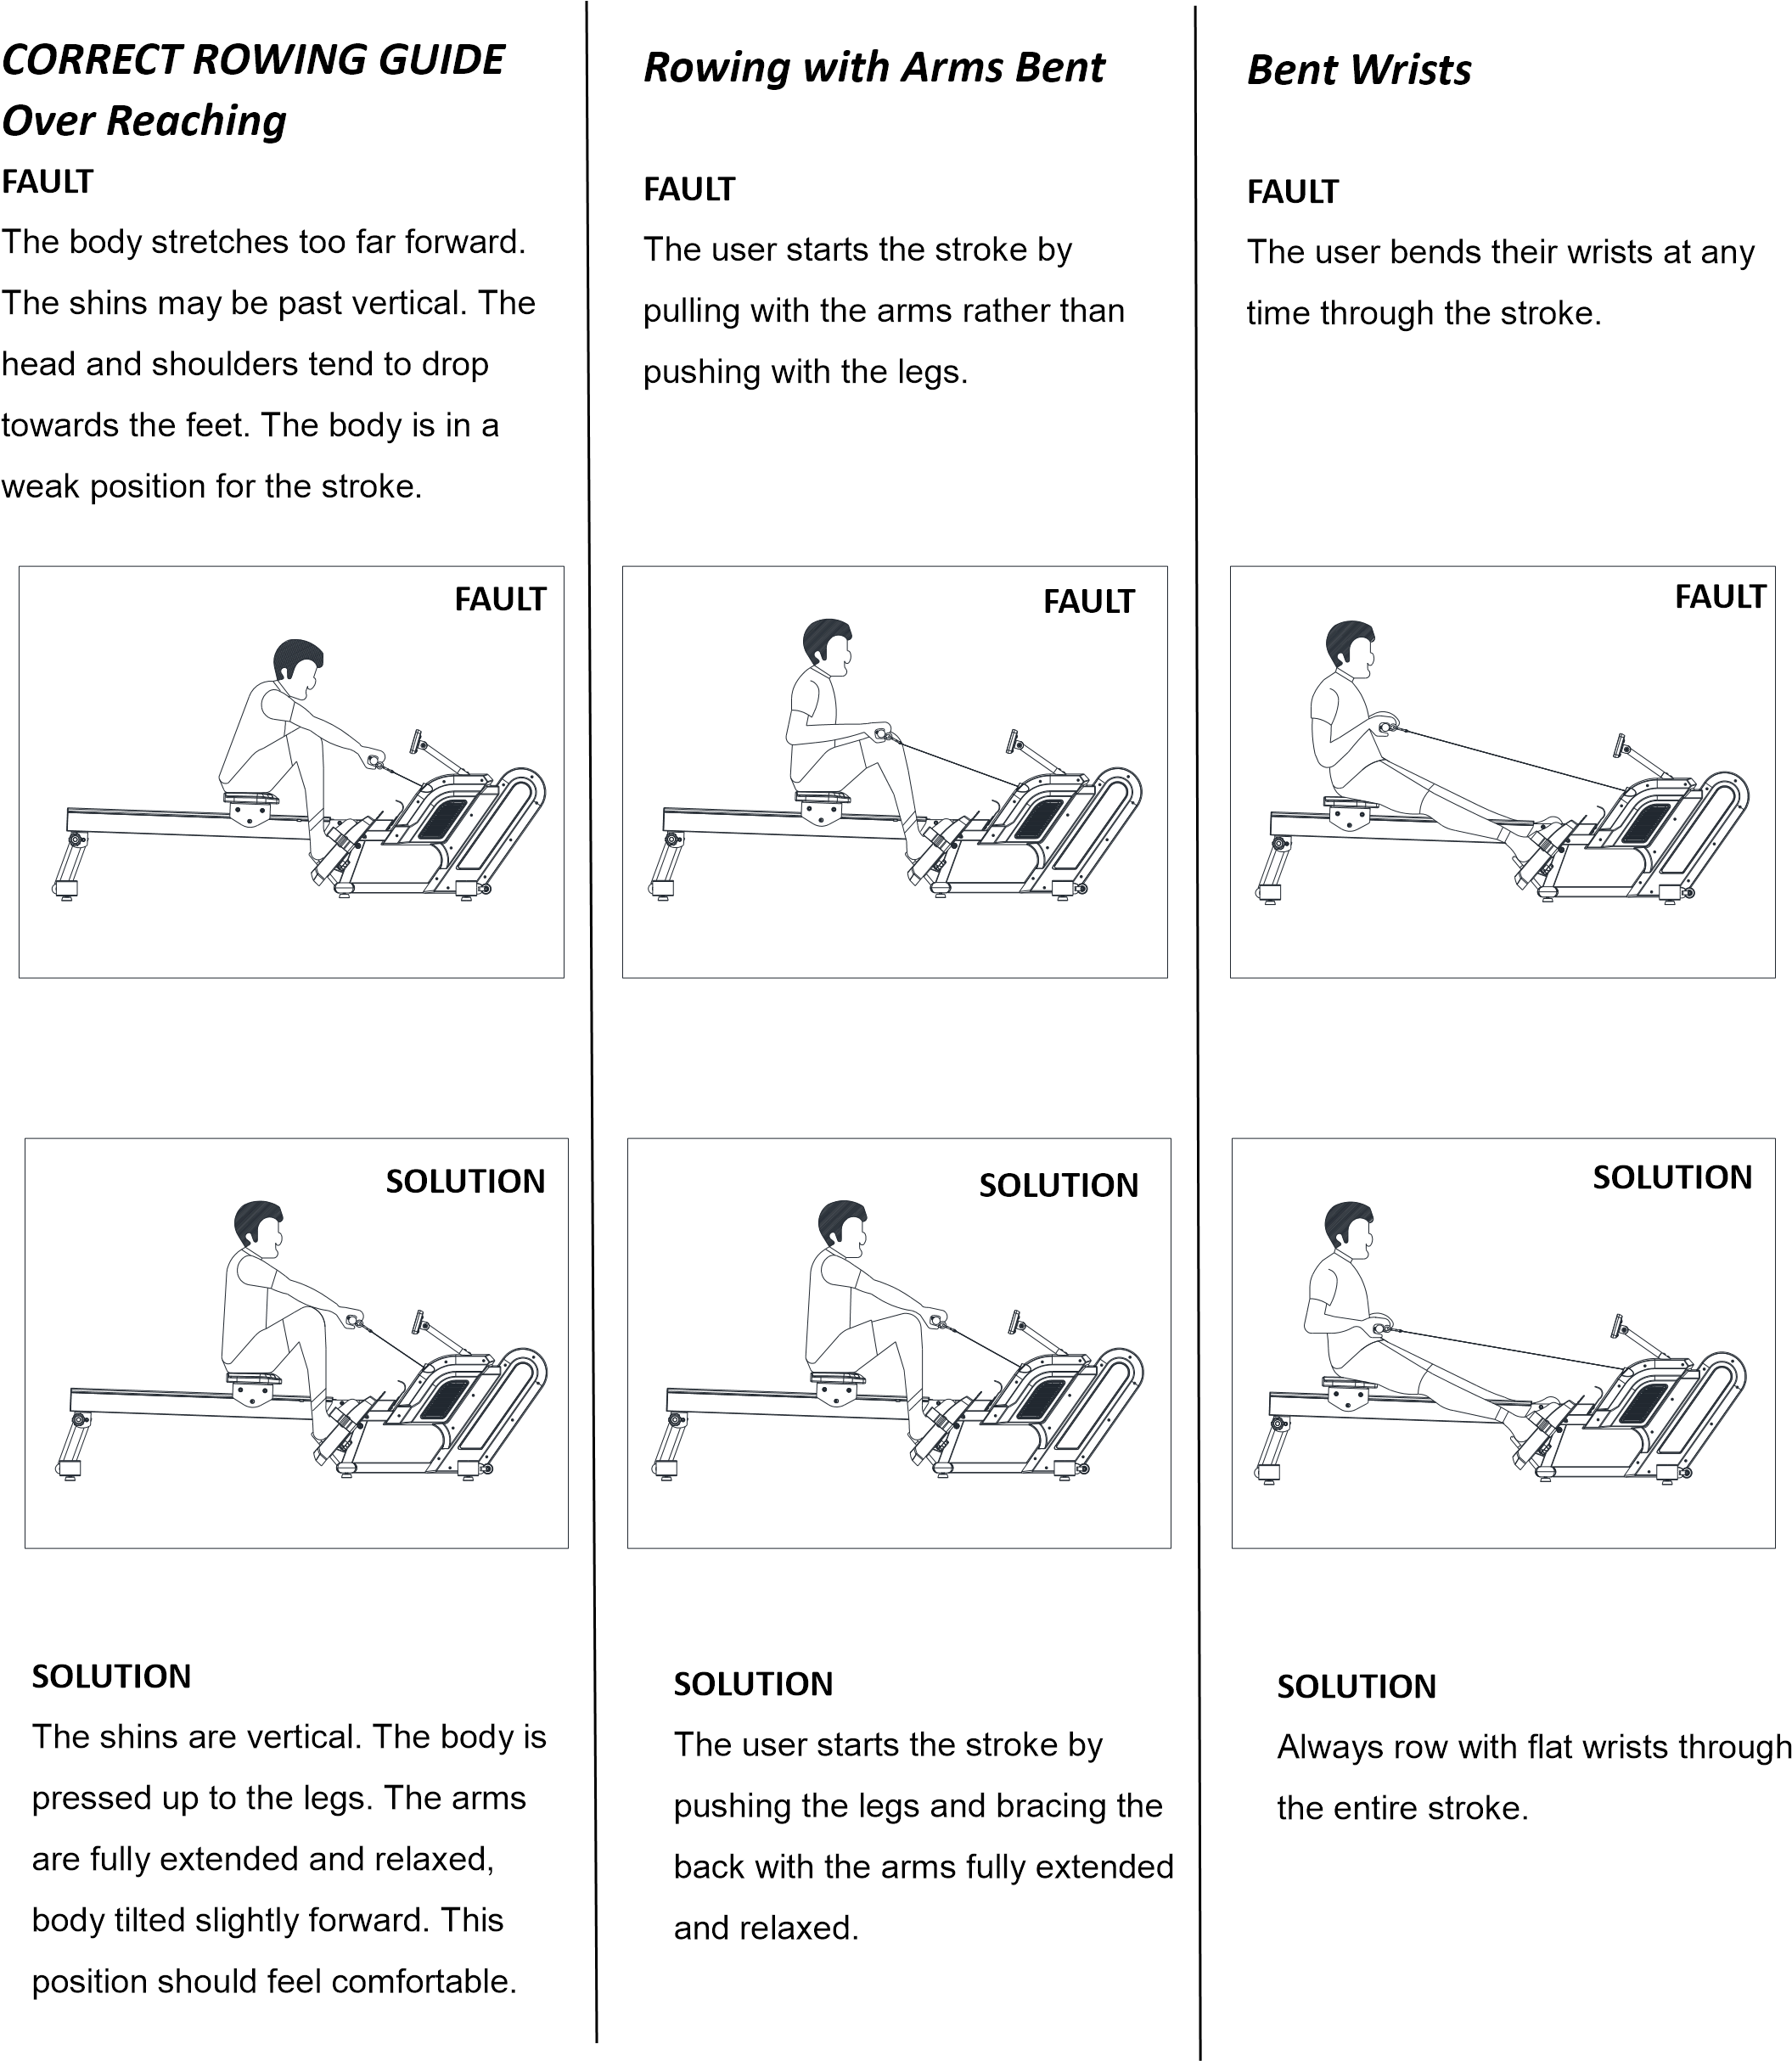 CORRECT ROWING GUIDE
Over Reaching
FAULT
The body stretches too far forward.
The shins may be past vertical. The
head and shoulders tend to drop
towards the feet. The body is in a
weak position for the stroke.
FAULT
SOLUTION
SOLUTION
The shins are vertical. The body is
pressed up to the legs. The arms
are fully extended and relaxed,
body tilted slightly forward. This
position should feel comfortable.
Rowing with Arms Bent
FAULT
The user starts the stroke by
pulling with the arms rather than
pushing with the legs.
FAULT
SOLUTION
SOLUTION
The user starts the stroke by
pushing the legs and bracing the
back with the arms fully extended
and relaxed.
Bent Wrists
FAULT
The user bends their wrists at any
time through the stroke.
FAULT
SOLUTION
SOLUTION
Always row with flat wrists through
the entire stroke.